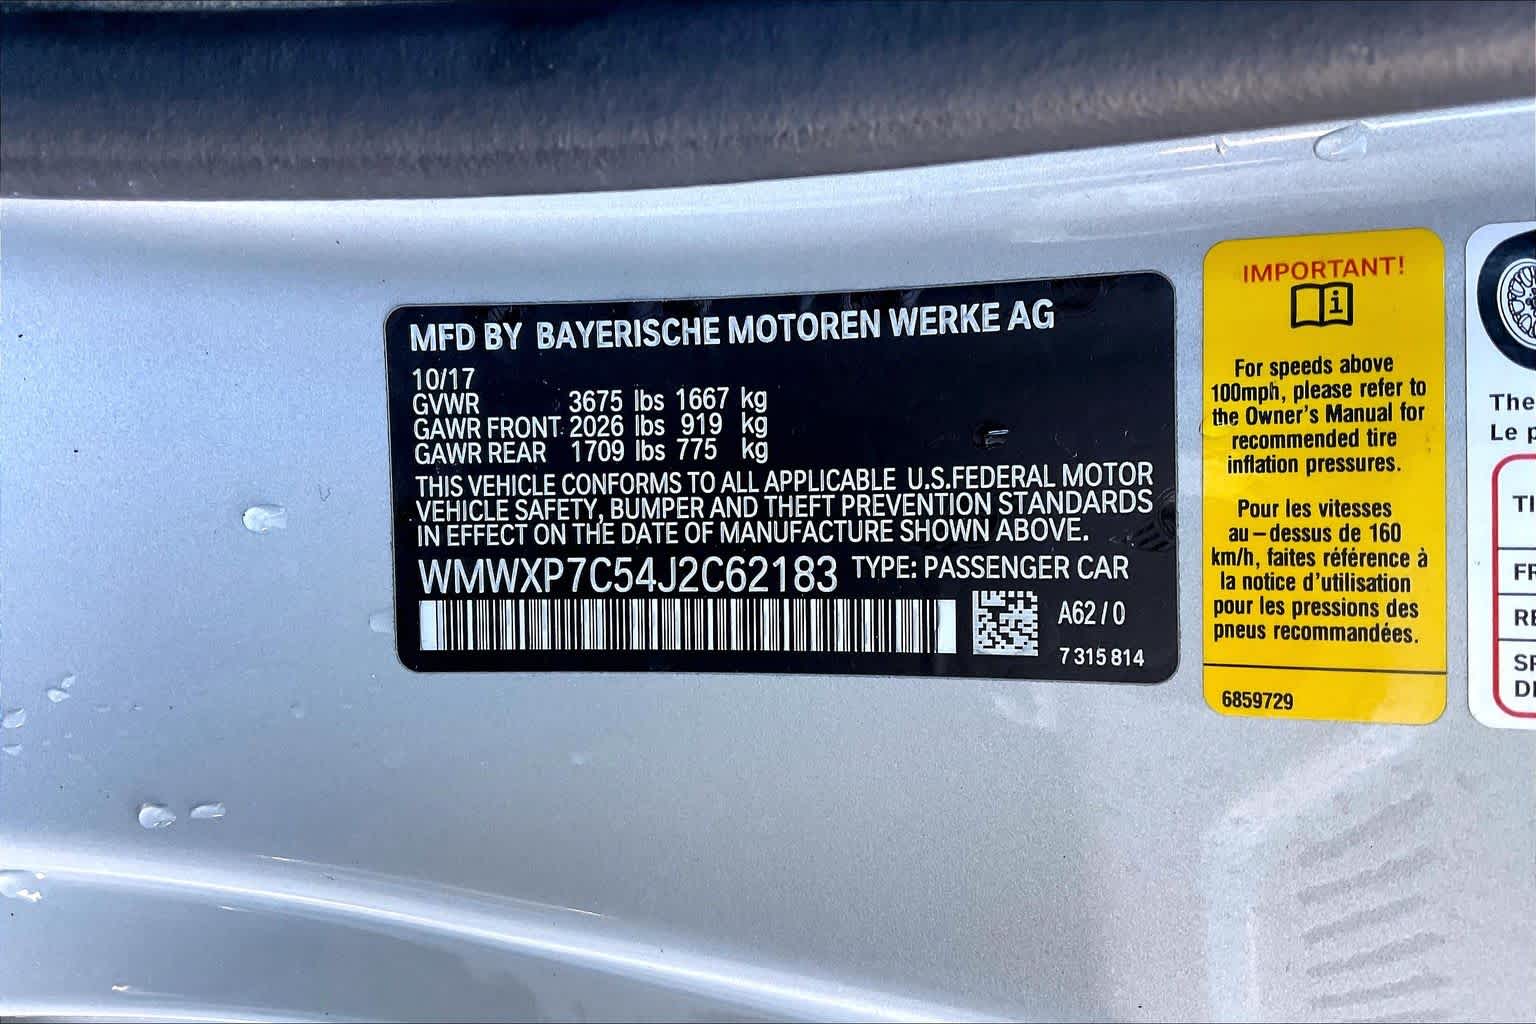 MFD BY BAYERISCHE MOTOREN WERKE AG
10/17
GVWR 3675 lbs 1667 kg
GAWR FRONT 2026 lbs 919 kg
GAWR REAR 1709 lbs 775 kg
THIS VEHICLE CONFORMS TO ALL APPLICABLE U.S.FEDERAL MOTOR
VEHICLE SAFETY, BUMPER AND THEFT PREVENTION STANDARDS
IN EFFECT ON THE DATE OF MANUFACTURE SHOWN ABOVE.
WMWXP7C54J2C62183 TYPE: PASSENGER CAR
A62/0
7 315 814
IMPORTANT!
i
For speeds above
100mph, please refer to
the Owner's Manual for
recommended tire
inflation pressures.
Pour les vitesses
au-dessus de 160
km/h, faites référence à
la notice d'utilisation
pour les pressions des
pneus recommandées.
6859729
The
Le